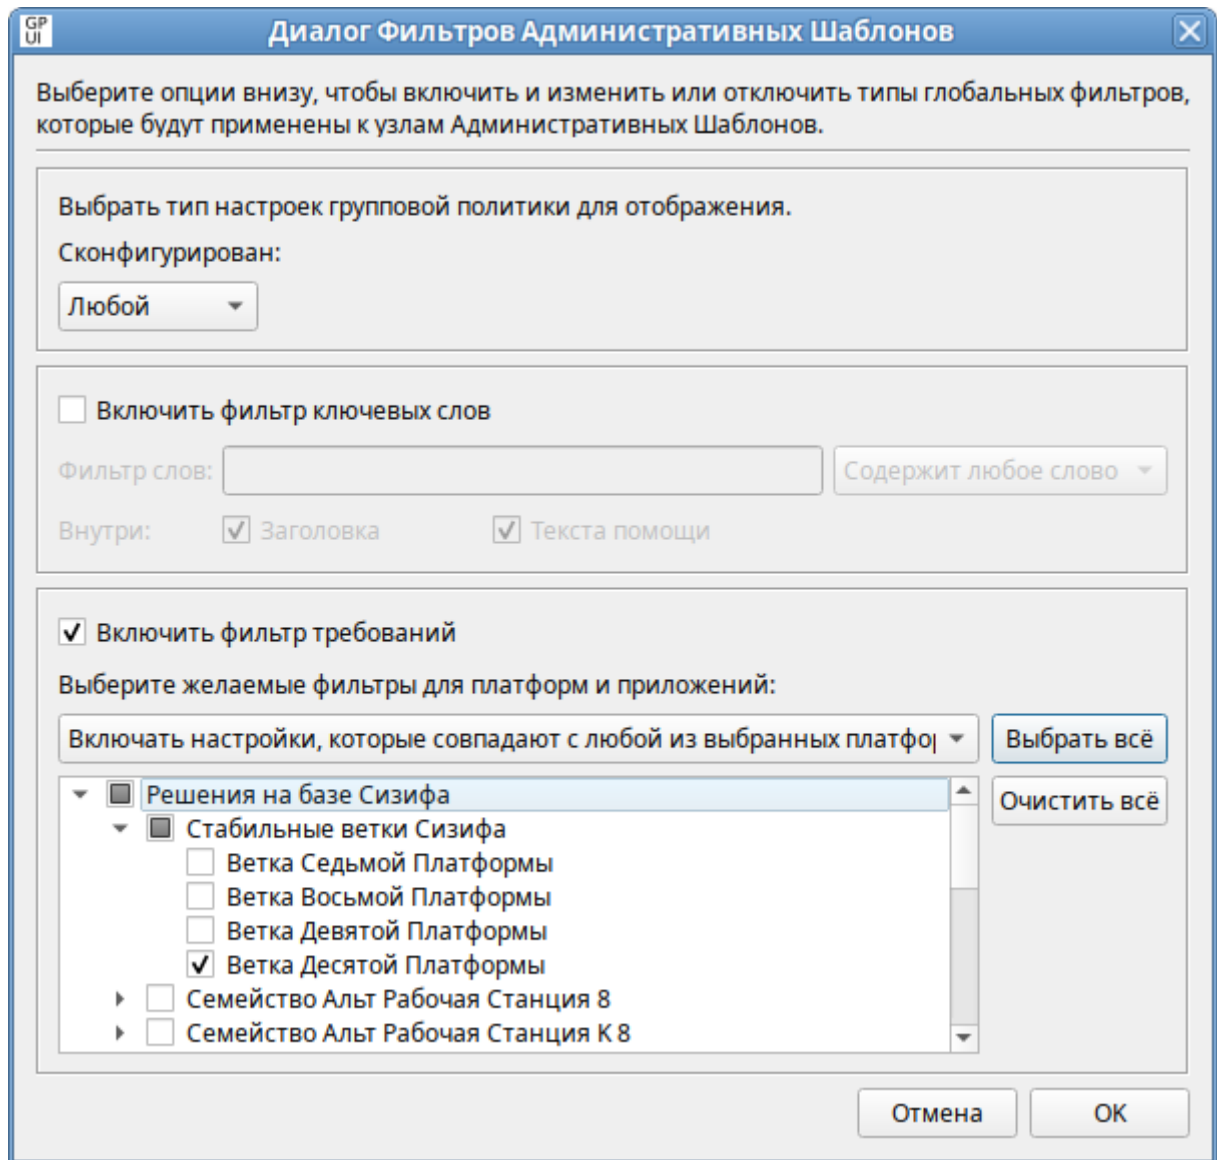 GP
UI
Диалог Фильтров Административных Шаблонов
Выберите опции внизу, чтобы включить и изменить или отключить типы глобальных фильтров,
которые будут применены к узлам Административных Шаблонов.
Выбрать тип настроек групповой политики для отображения.
Сконфигурирован:
Любой
Включить фильтр ключевых слов
Фильтр слов: Содержит любое слово
Внутри: Заголовка Текста помощи
Включить фильтр требований
Выберите желаемые фильтры для платформ и приложений:
Включать настройки, которые совпадают с любой из выбранных Выбрать всё
Решения на базе Сизифа
Очистить всё
Стабильные ветки Сизифа
Ветка Седьмой Платформы
Ветка Восьмой Платформы
Ветка Девятой Платформы
Ветка Десятой Платформы
Семейство Альт Рабочая Станция 8
Семейство Альт Рабочая Станция К 8
Отмена OK